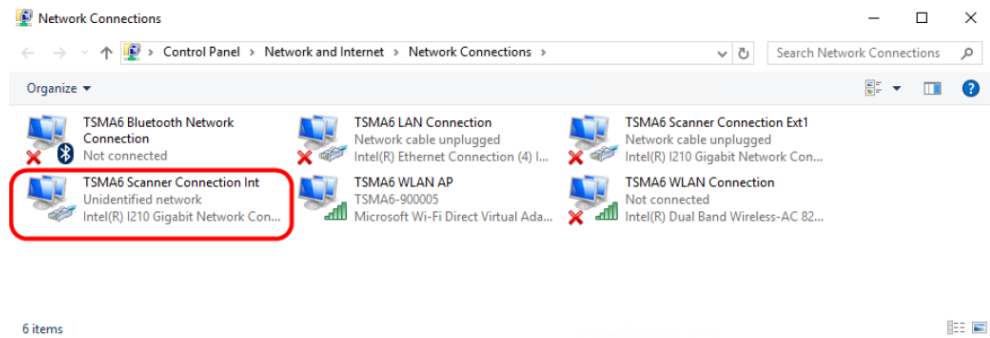 Network Connections
Control Panel > Network and Internet > Network Connections >
Search Network Connections
Organize
TSMA6 Bluetooth Network
Connection
Not connected
TSMA6 LAN Connection
Network cable unplugged
Intel(R) Ethernet Connection (4) I...
TSMA6 Scanner Connection Ext1
Network cable unplugged
Intel(R) I210 Gigabit Network Con...
TSMA6 Scanner Connection Int
Unidentified network
Intel(R) I210 Gigabit Network Con...
TSMA6 WLAN AP
TSMA6-900005
Microsoft Wi-Fi Direct Virtual Ada...
TSMA6 WLAN Connection
Not connected
Intel(R) Dual Band Wireless-AC 82...
6 items